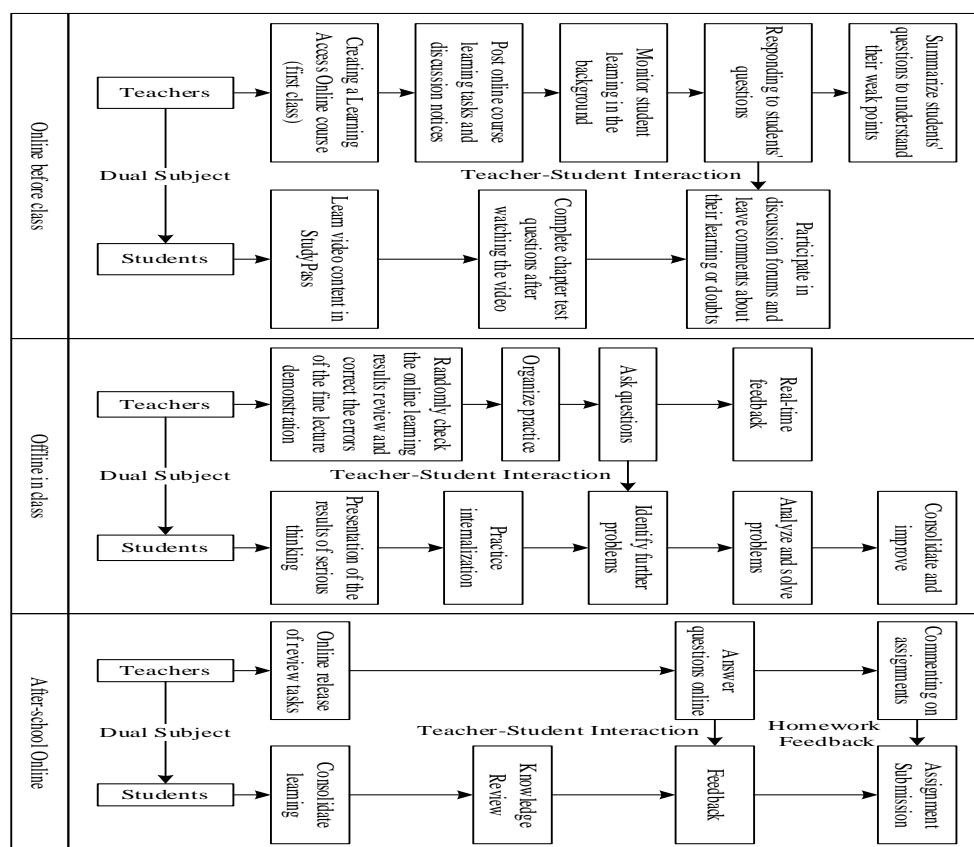 Online before class
Teachers
Dual Subject
Students
Creating a Learning
Access Online course
(first class)
Post online course
learning tasks and
discussion notices
Monitor student
learning in the
background
Responding to students'
questions
Summarize students'
questions to understand
their weak points
Teacher-Student Interaction
Learn video content in
StudyPass
Complete chapter test
questions after
watching the video
Participate in
discussion forums and
leave comments about
their learning or doubts
Offline in class
Teachers
Dual Subject
Students
Randomly check
the online learning
results review and
correct the errors
of the fine lecture
demonstration
Organize practice
Ask questions
Real-time
feedback
Teacher-Student Interaction
Presentation of the
results of serious
thinking
Practice
internalization
Identify further
problems
Analyze and solve
problems
Consolidate and
improve
After-school Online
Teachers
Dual Subject
Students
Online release
of review tasks
Answer
questions online
Commenting on
assignments
Teacher-Student Interaction
Homework
Feedback
Consolidate
learning
Knowledge
Review
Feedback
Assignment
Submission